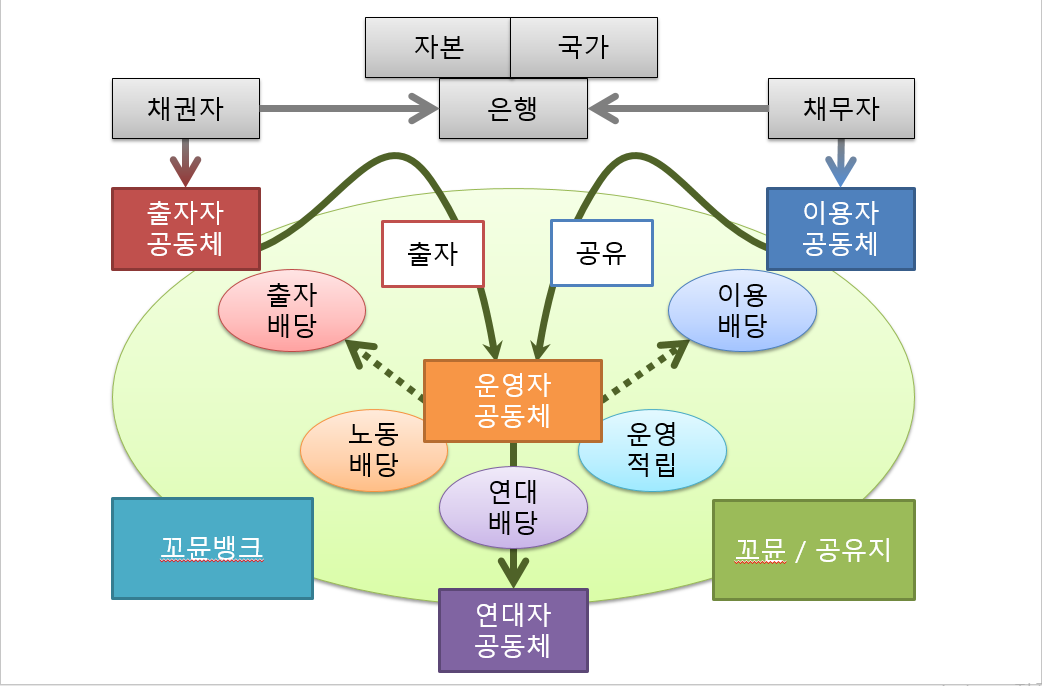 자본
국가
채권자
은행
채무자
출자자
공동체
출자
공유
이용자
공동체
출자
배당
이용
배당
운영자
공동체
노동
배당
운영
적립
연대
배당
꼬뮨뱅크
꼬뮨 / 공유지
연대자
공동체